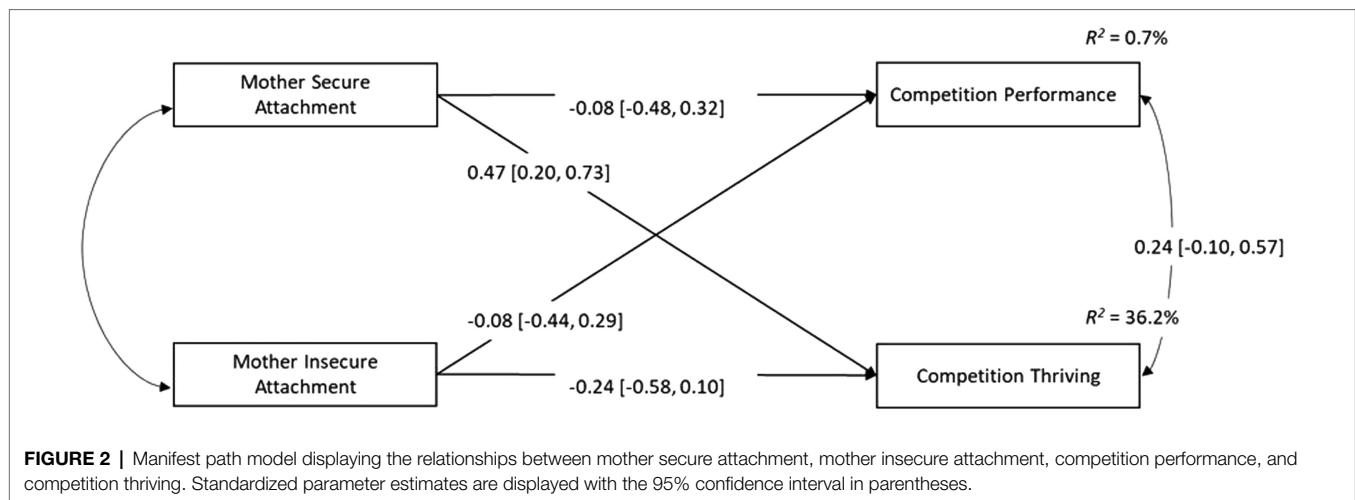 R² = 0.7%
Mother Secure
Attachment
Competition Performance
-0.08 [-0.48, 0.32]
0.47 [0.20, 0.73]
0.24 [-0.10, 0.57]
-0.08 [-0.44, 0.29]
R² = 36.2%
Mother Insecure
Attachment
Competition Thriving
-0.24 [-0.58, 0.10]
FIGURE 2 | Manifest path model displaying the relationships between mother secure attachment, mother insecure attachment, competition performance, and
competition thriving. Standardized parameter estimates are displayed with the 95% confidence interval in parentheses.